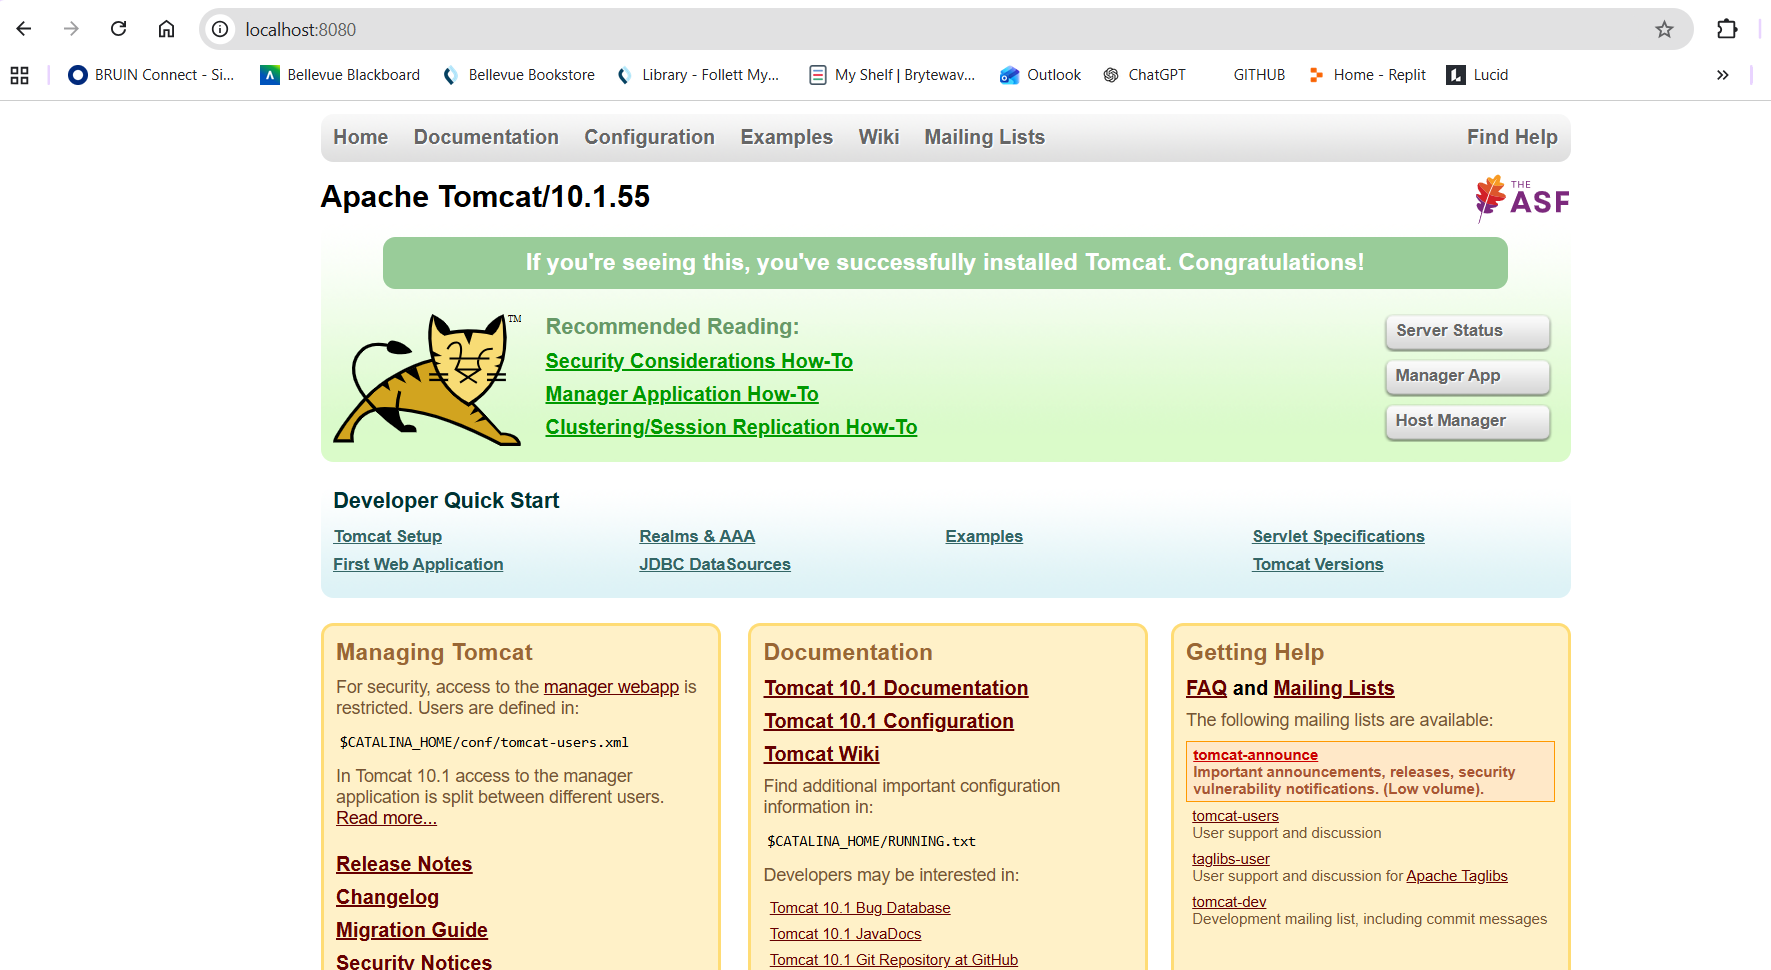 localhost:8080
BRUIN Connect - Si...
Bellevue Blackboard
Bellevue Bookstore
Library - Follett My...
My Shelf | Brytewav...
Outlook
ChatGPT
GITHUB
Home - Replit
Lucid
Home
Documentation
Configuration
Examples
Wiki
Mailing Lists
Find Help
Apache Tomcat/10.1.55
THE
ASF
If you're seeing this, you've successfully installed Tomcat. Congratulations!
TM
Recommended Reading:
Security Considerations How-To
Manager Application How-To
Clustering/Session Replication How-To
Server Status
Manager App
Host Manager
Developer Quick Start
Tomcat Setup
First Web Application
Realms & AAA
JDBC DataSources
Examples
Servlet Specifications
Tomcat Versions
Managing Tomcat
For security, access to the manager webapp is
restricted. Users are defined in:
$CATALINA_HOME/conf/tomcat-users.xml
In Tomcat 10.1 access to the manager
application is split between different users.
Read more...
Release Notes
Changelog
Migration Guide
Security Notices
Documentation
Tomcat 10.1 Documentation
Tomcat 10.1 Configuration
Tomcat Wiki
Find additional important configuration
information in:
$CATALINA_HOME/RUNNING.txt
Developers may be interested in:
Tomcat 10.1 Bug Database
Tomcat 10.1 JavaDocs
Tomcat 10.1 Git Repository at GitHub
Getting Help
FAQ and Mailing Lists
The following mailing lists are available:
tomcat-announce
Important announcements, releases, security
vulnerability notifications. (Low volume).
tomcat-users
User support and discussion
taglibs-user
User support and discussion for Apache Taglibs
tomcat-dev
Development mailing list, including commit messages